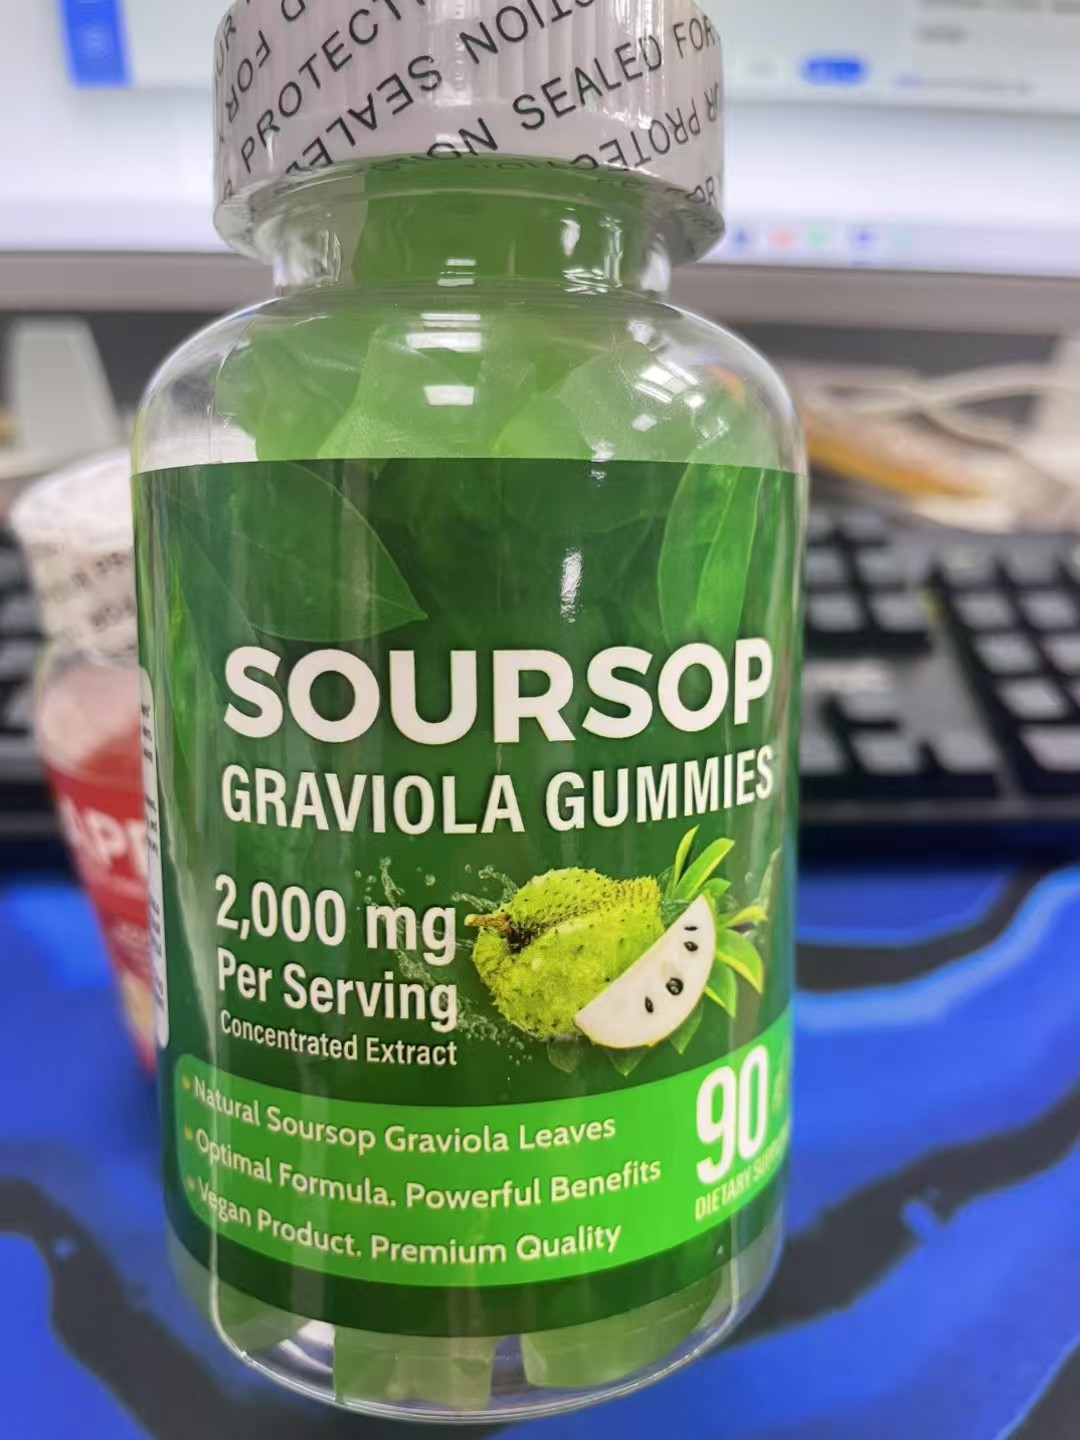 PROTECTI
SEALED FOR
SOURSOP
GRAVIOLA GUMMIES
2,000 mg
Per Serving
Concentrated Extract
Natural Soursop Graviola Leaves
Optimal Formula. Powerful Benefits
Vegan Product. Premium Quality
90
DIETARY